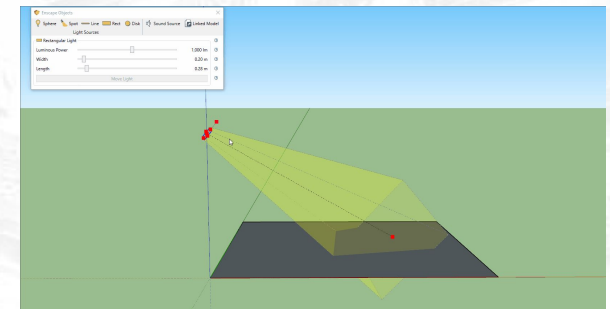 Enscape Objects
Sphere Spot Line Rect Disk Sound Source Linked Model
Light Sources
Rectangular Light
Luminous Power 1,000 lm
Width 0.20 m
Length 0.20 m
Move Light